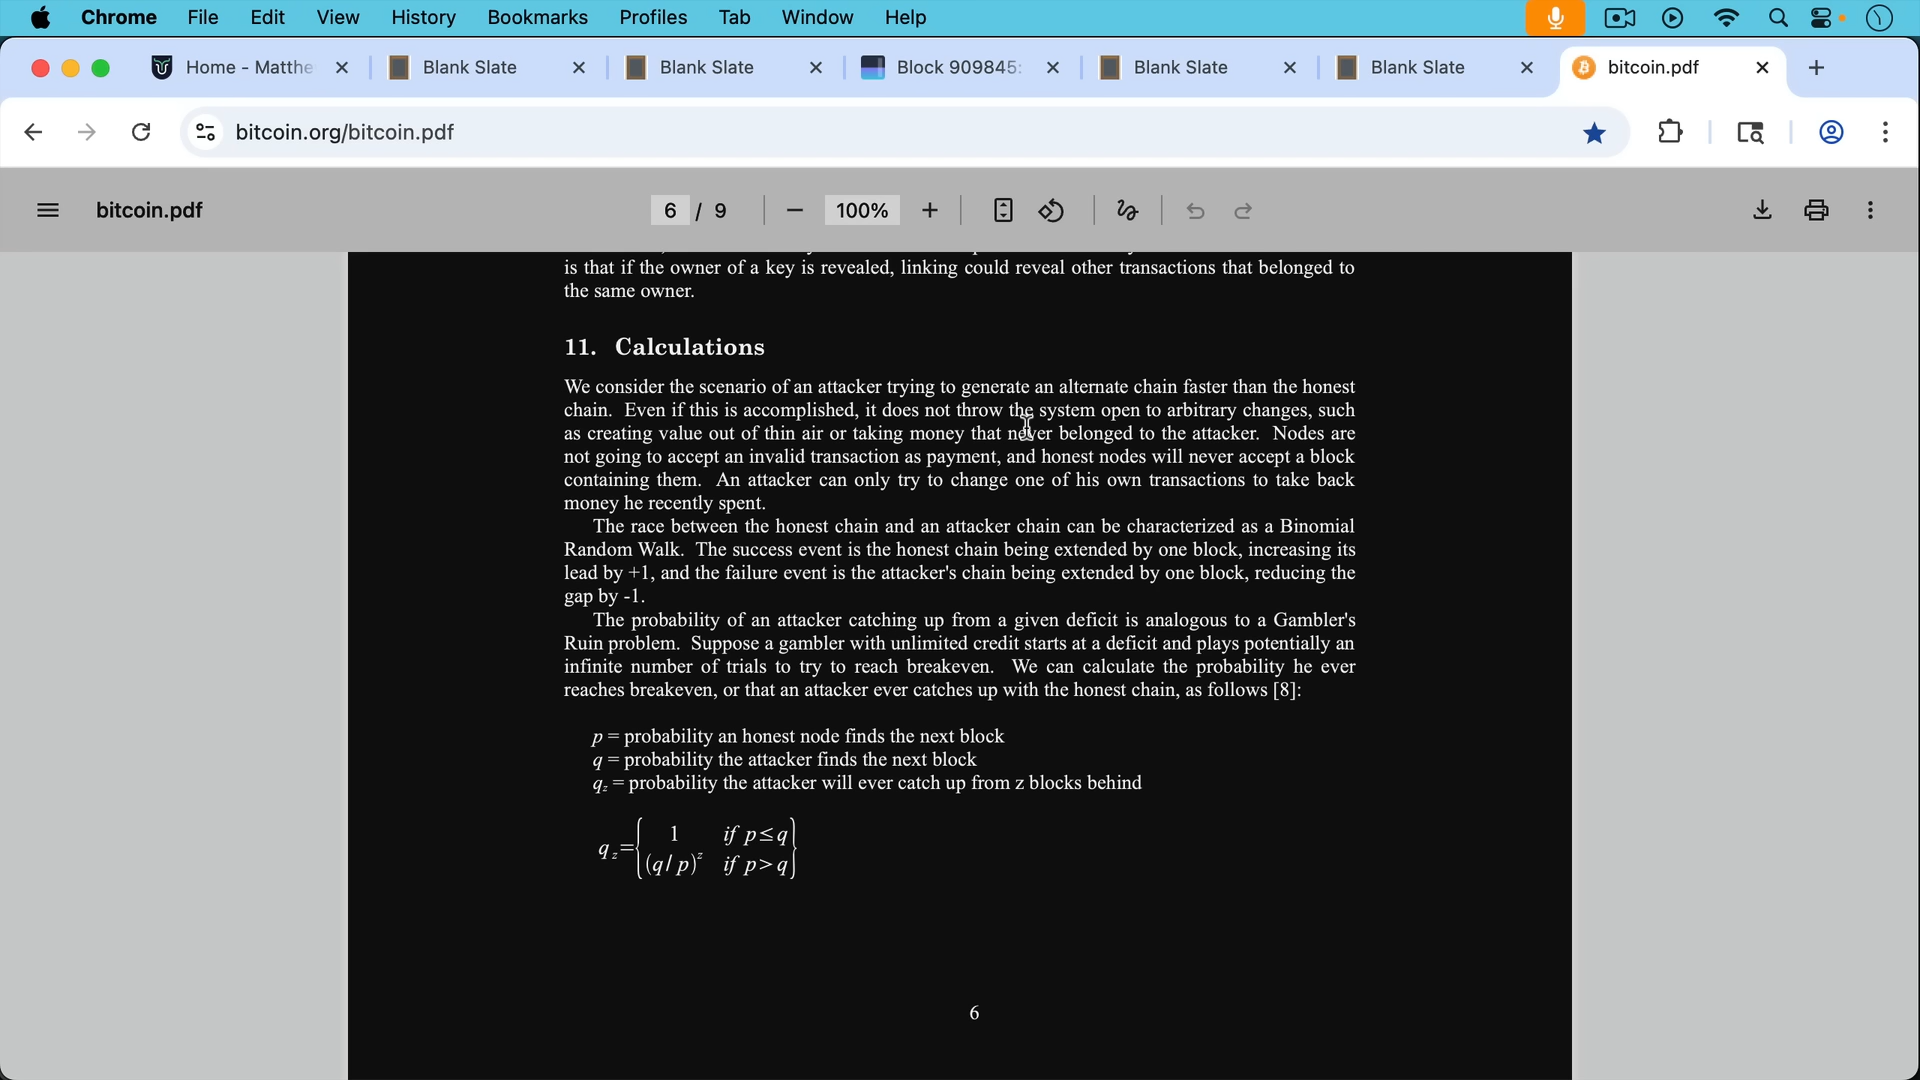 Chrome File Edit View History Bookmarks Profiles Tab Window Help
Home - Matthe Blank Slate Blank Slate Block 909845: Blank Slate Blank Slate bitcoin.pdf
bitcoin.org/bitcoin.pdf
bitcoin.pdf 6 / 9 100%
is that if the owner of a key is revealed, linking could reveal other transactions that belonged to
the same owner.
11. Calculations
We consider the scenario of an attacker trying to generate an alternate chain faster than the honest
chain. Even if this is accomplished, it does not throw the system open to arbitrary changes, such
as creating value out of thin air or taking money that never belonged to the attacker. Nodes are
not going to accept an invalid transaction as payment, and honest nodes will never accept a block
containing them. An attacker can only try to change one of his own transactions to take back
money he recently spent.
The race between the honest chain and an attacker chain can be characterized as a Binomial
Random Walk. The success event is the honest chain being extended by one block, increasing its
lead by +1, and the failure event is the attacker's chain being extended by one block, reducing the
gap by -1.
The probability of an attacker catching up from a given deficit is analogous to a Gambler's
Ruin problem. Suppose a gambler with unlimited credit starts at a deficit and plays potentially an
infinite number of trials to try to reach breakeven. We can calculate the probability he ever
reaches breakeven, or that an attacker ever catches up with the honest chain, as follows [8]:
p = probability an honest node finds the next block
q = probability the attacker finds the next block
qz = probability the attacker will ever catch up from z blocks behind
qz = { 1 if p≤q
(q/p)^z if p>q }
6